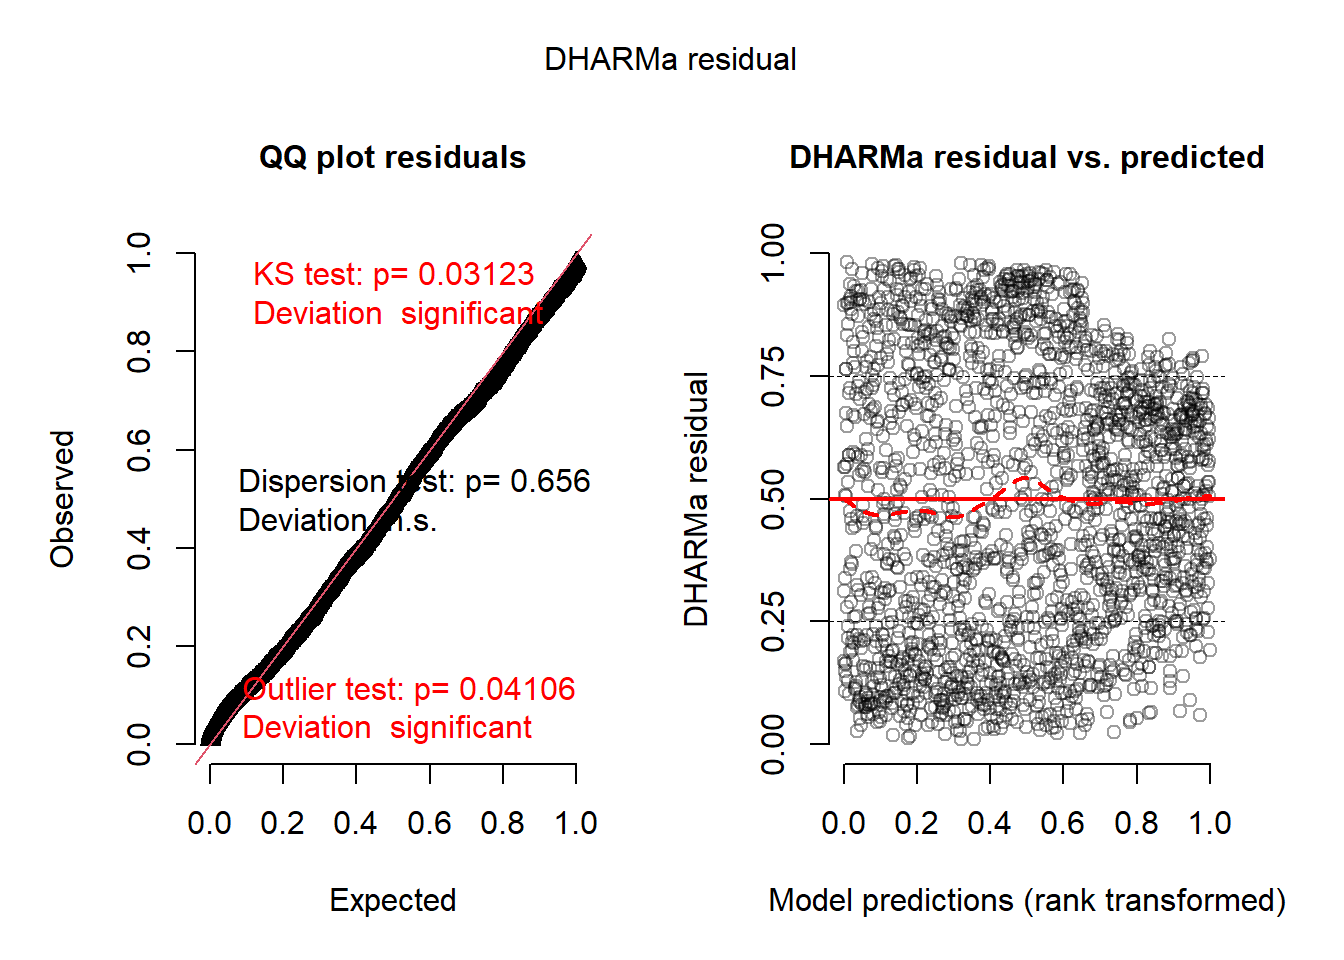 DHARMa residual
QQ plot residuals
KS test: p= 0.03123
Deviation  significant
Dispersion test: p= 0.656
Deviation n.s.
Outlier test: p= 0.04106
Deviation  significant
Observed
0.0 0.2 0.4 0.6 0.8 1.0
0.0 0.2 0.4 0.6 0.8 1.0
Expected
DHARMa residual vs. predicted
DHARMa residual
0.00 0.25 0.50 0.75 1.00
0.0 0.2 0.4 0.6 0.8 1.0
Model predictions (rank transformed)